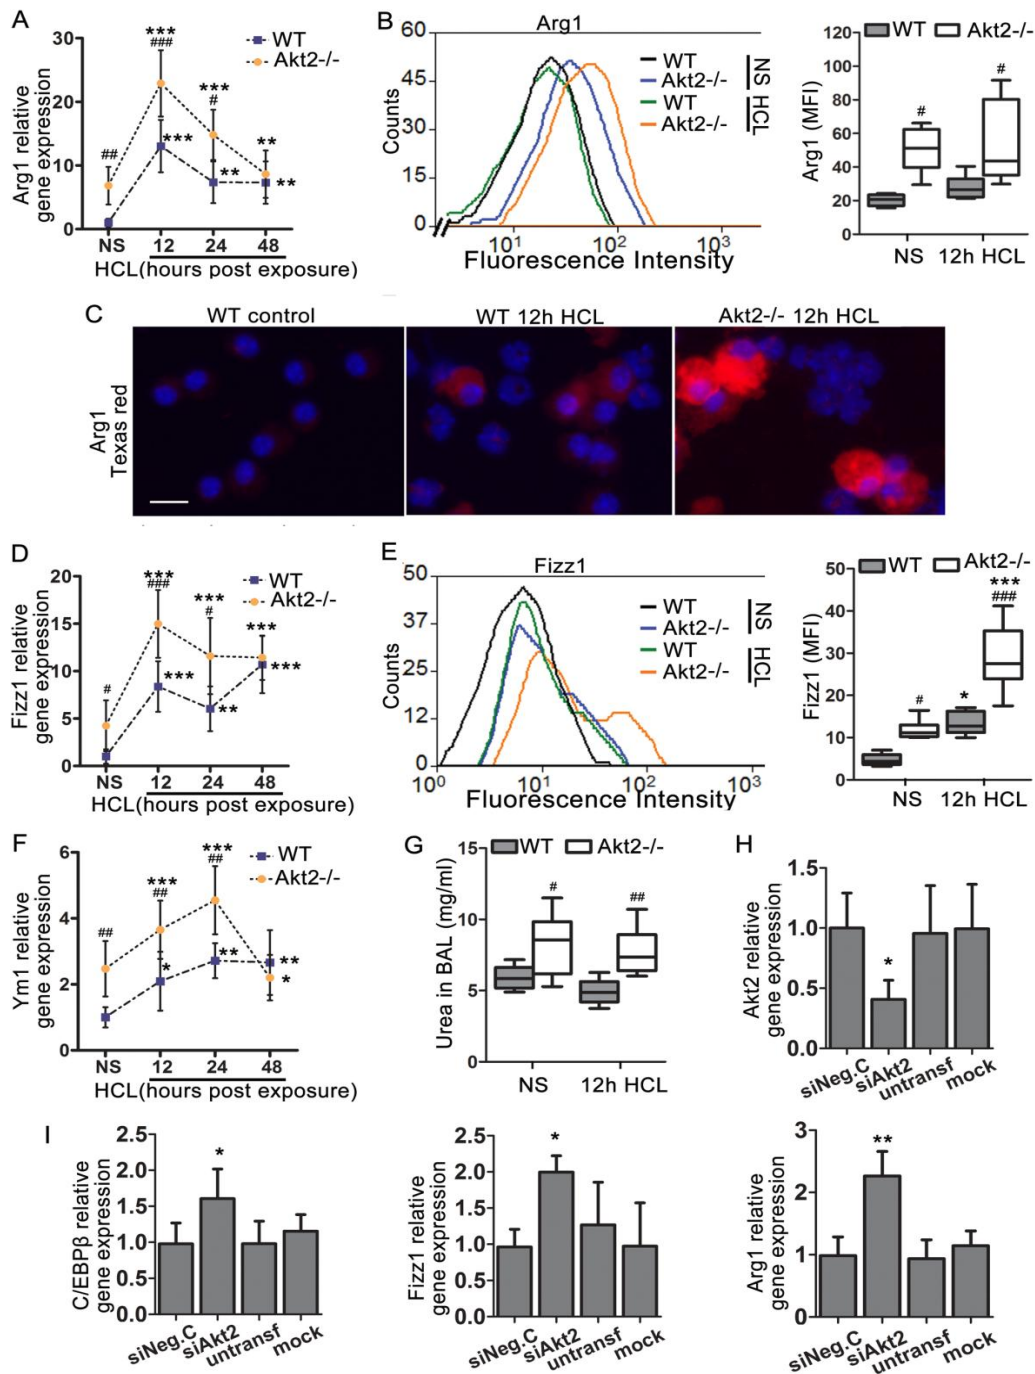 A
Arg1 relative
gene expression
30
20
10
0
***
###
***
#
**
##
***
**
**
WT
Akt2-/-
NS 12 24 48
HCL(hours post exposure)
B
Arg1
Counts
60
45
30
15
0
WT
Akt2-/-
WT
Akt2-/-
NS
HCL
10¹ 10² 10³
Fluorescence Intensity
WT Akt2-/-
Arg1 (MFI)
100
80
60
40
20
0
#
#
NS 12h HCL
C
WT control WT 12h HCL Akt2-/- 12h HCL
Arg1
Texas red
D
Fizz1 relative
gene expression
20
15
10
5
0
***
###
***
#
***
#
***
**
***
WT
Akt2-/-
NS 12 24 48
HCL(hours post exposure)
E
Fizz1
Counts
50
37
25
12
0
WT
Akt2-/-
WT
Akt2-/-
NS
HCL
10⁰ 10¹ 10² 10³
Fluorescence Intensity
WT Akt2-/-
Fizz1 (MFI)
50
40
30
20
10
0
#
*
***
###
NS 12h HCL
F
Ym1 relative
gene expression
6
4
2
0
##
***
##
***
##
*
**
**
*
WT
Akt2-/-
NS 12 24 48
HCL(hours post exposure)
G
WT Akt2-/-
Urea in BAL (mg/ml)
15
10
5
0
#
##
NS 12h HCL
H
Akt2 relative
gene expression
1.5
1.0
0.5
0.0
*
siNeg.C siAkt2 untransf mock
I
C/EBPβ relative
gene expression
2.5
2.0
1.5
1.0
0.5
0.0
*
siNeg.C siAkt2 untransf mock
Fizz1 relative
gene expression
2.5
2.0
1.5
1.0
0.5
0.0
*
siNeg.C siAkt2 untransf mock
Arg1 relative
gene expression
3
2
1
0
**
siNeg.C siAkt2 untransf mock